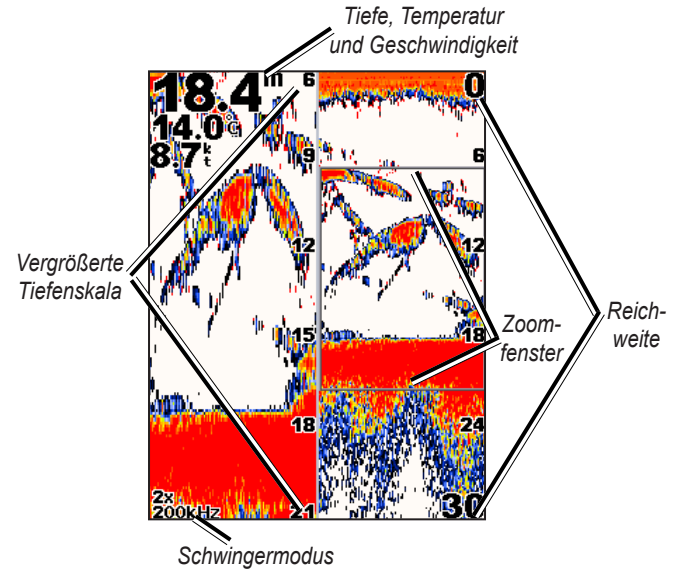 Tiefe, Temperatur
und Geschwindigkeit
18.4 m
14.0 °C
8.7 kt
6
9
12
15
18
21
2x
200kHz
0
6
12
18
24
30
Vergrößerte
Tiefenskala
Zoom-
fenster
Reich-
weite
Schwingermodus